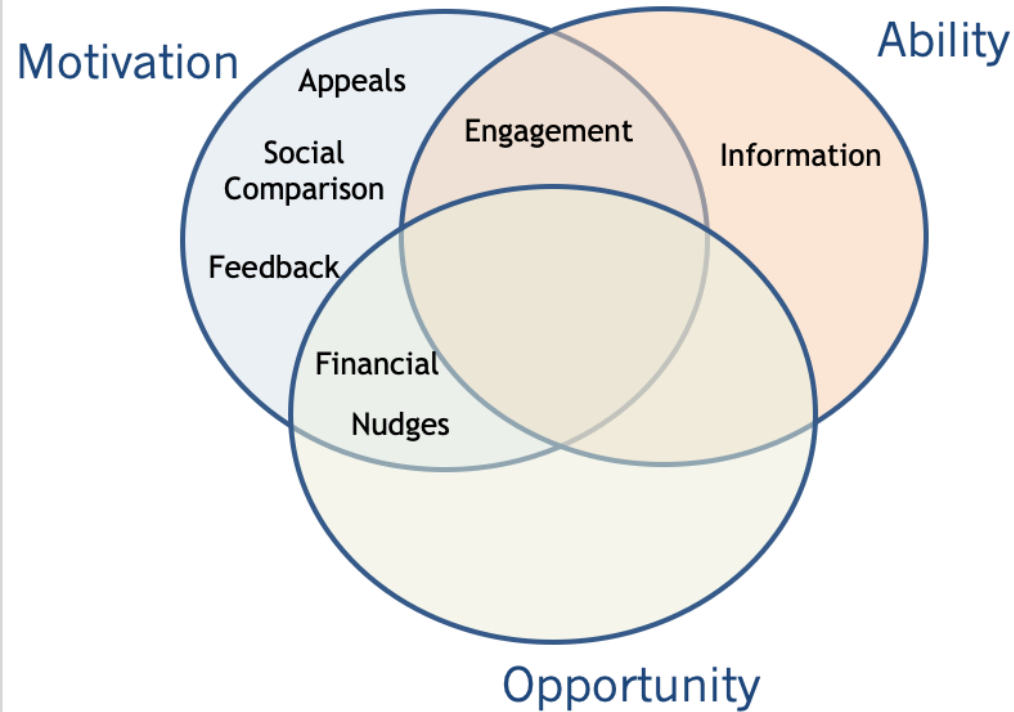 Motivation
Ability
Appeals
Engagement
Information
Social
Comparison
Feedback
Financial
Nudges
Opportunity